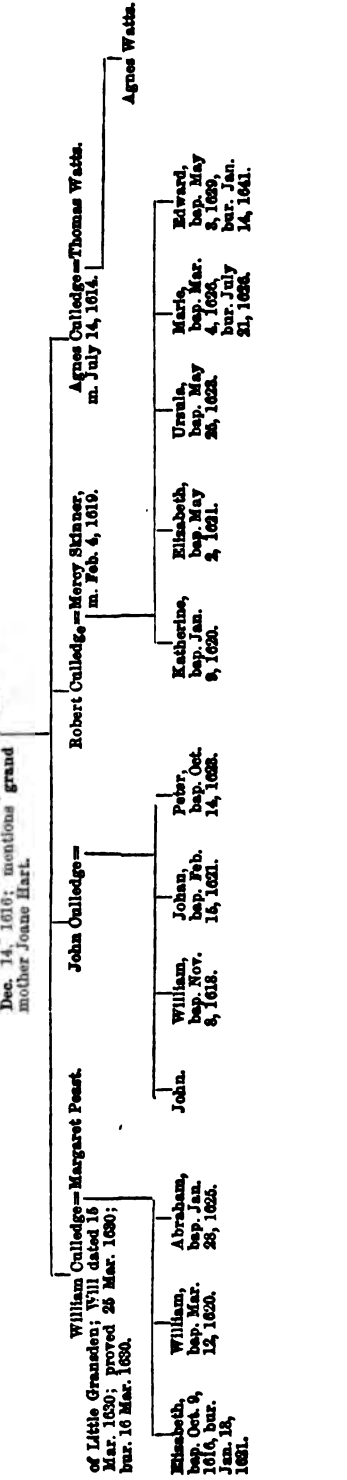 Dec. 14, 1616; mentions grand
mother Joane Hart.
William Culledge=Margaret Peast.
of Little Gransden; Will dated 15
Mar. 1630; proved 25 Mar. 1630;
bur. 16 Mar. 1630.
John Culledge=
Robert Culledge=Mercy Skinner,
m. Feb. 4, 1619.
Agnes Culledge=Thomas Watts.
m. July 14, 1614.
Elizabeth,
bap. Oct. 9,
1616, bur.
Jan. 18,
1621.
William,
bap. Mar.
12, 1620.
Abraham,
bap. Jan.
28, 1625.
John.
William,
bap. Nov.
8, 1618.
Johan,
bap. Feb.
15, 1621.
Peter,
bap. Oct.
14, 1623.
Katherine,
bap. Jan.
9, 1620.
Elizabeth,
bap. May
2, 1621.
Ursula,
bap. May
25, 1623.
Marie,
bap. Mar.
4, 1626,
bur. July
21, 1626.
Edward,
bap. May
3, 1629,
bur. Jan.
14, 1641.
Agnes Watts.